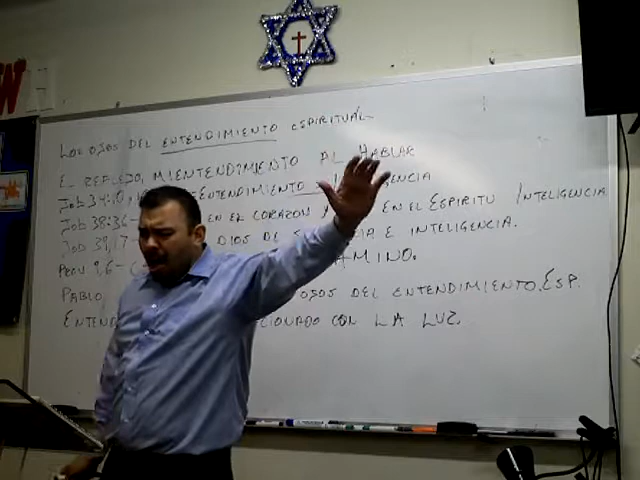 LOS OJOS DEL ENTENDIMIENTO ESPIRITUAL
EL REFLEJO, MI ENTENDIMIENTO AL HABLAR
Job 34: ENTENDIMIENTO INTELIGENCIA
Job 38:36- EN EL CORAZON EN EL ESPIRITU INTELIGENCIA
Job 39,17 DIOS DE E INTELIGENCIA.
PROV 9,6- CAMINO.
PABLO, OJOS DEL ENTENDIMIENTO. ESP.
ENTEND CIONADO CON LA LUZ